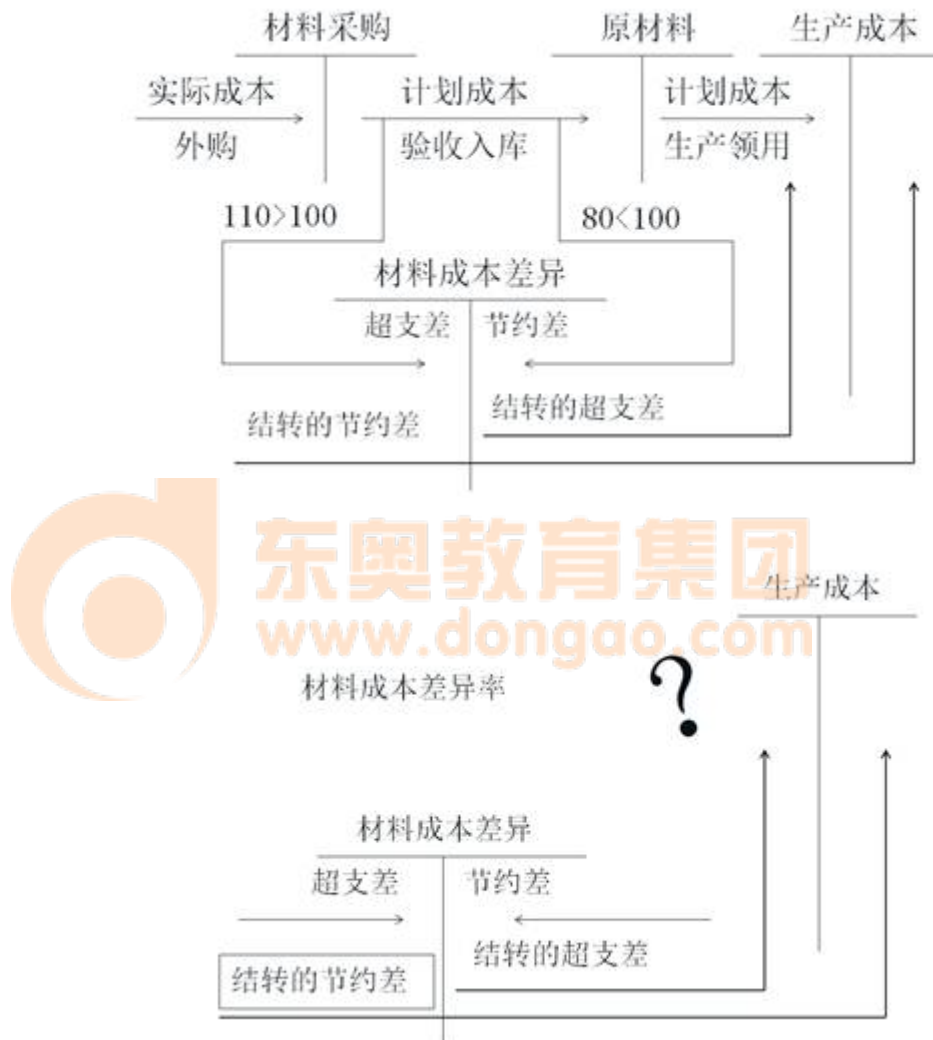 材料采购 原材料 生产成本
实际成本 计划成本 计划成本
外购 验收入库 生产领用
110>100 80<100
材料成本差异
超支差 节约差
结转的节约差 结转的超支差
东奥教育集团
www.dongao.com
生产成本
材料成本差异率 ?
材料成本差异
超支差 节约差
结转的节约差 结转的超支差